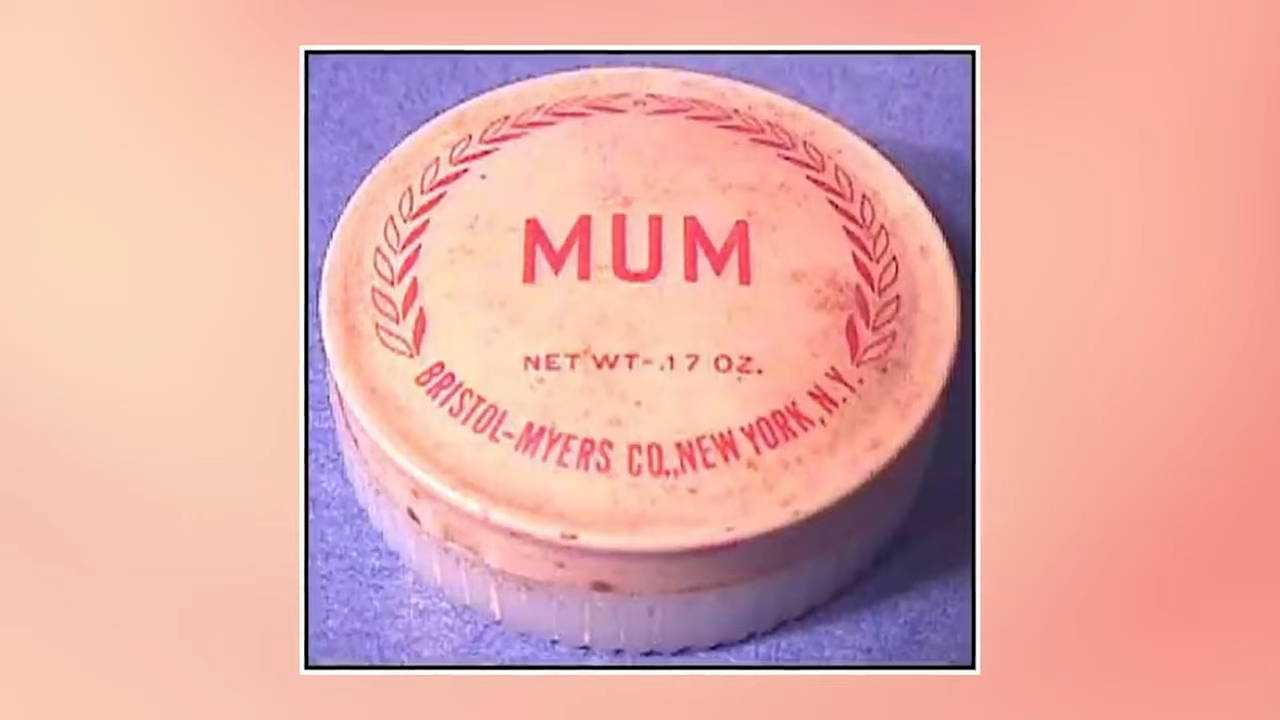 MUM
NET WT-.17 OZ.
BRISTOL-MYERS CO., NEW YORK, N.Y.